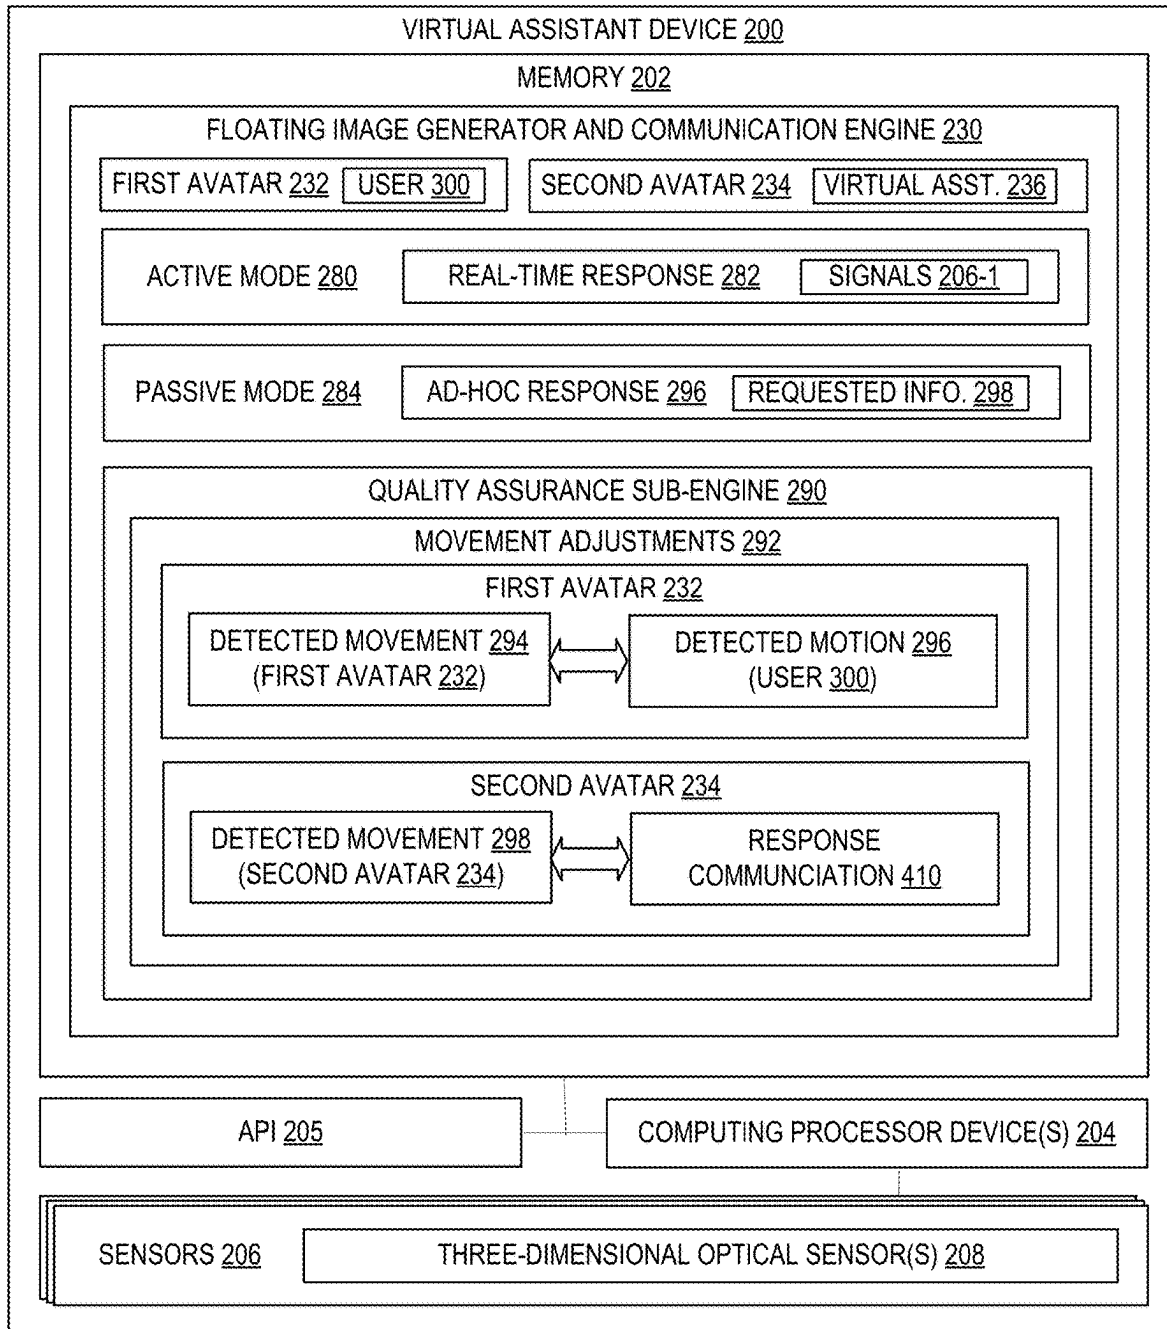 VIRTUAL ASSISTANT DEVICE 200
MEMORY 202
FLOATING IMAGE GENERATOR AND COMMUNICATION ENGINE 230
FIRST AVATAR 232 USER 300
SECOND AVATAR 234 VIRTUAL ASST. 236
ACTIVE MODE 280 REAL-TIME RESPONSE 282 SIGNALS 206-1
PASSIVE MODE 284 AD-HOC RESPONSE 296 REQUESTED INFO. 298
QUALITY ASSURANCE SUB-ENGINE 290
MOVEMENT ADJUSTMENTS 292
FIRST AVATAR 232
DETECTED MOVEMENT 294
(FIRST AVATAR 232)
DETECTED MOTION 296
(USER 300)
SECOND AVATAR 234
DETECTED MOVEMENT 298
(SECOND AVATAR 234)
RESPONSE
COMMUNCIATION 410
API 205
COMPUTING PROCESSOR DEVICE(S) 204
SENSORS 206
THREE-DIMENSIONAL OPTICAL SENSOR(S) 208